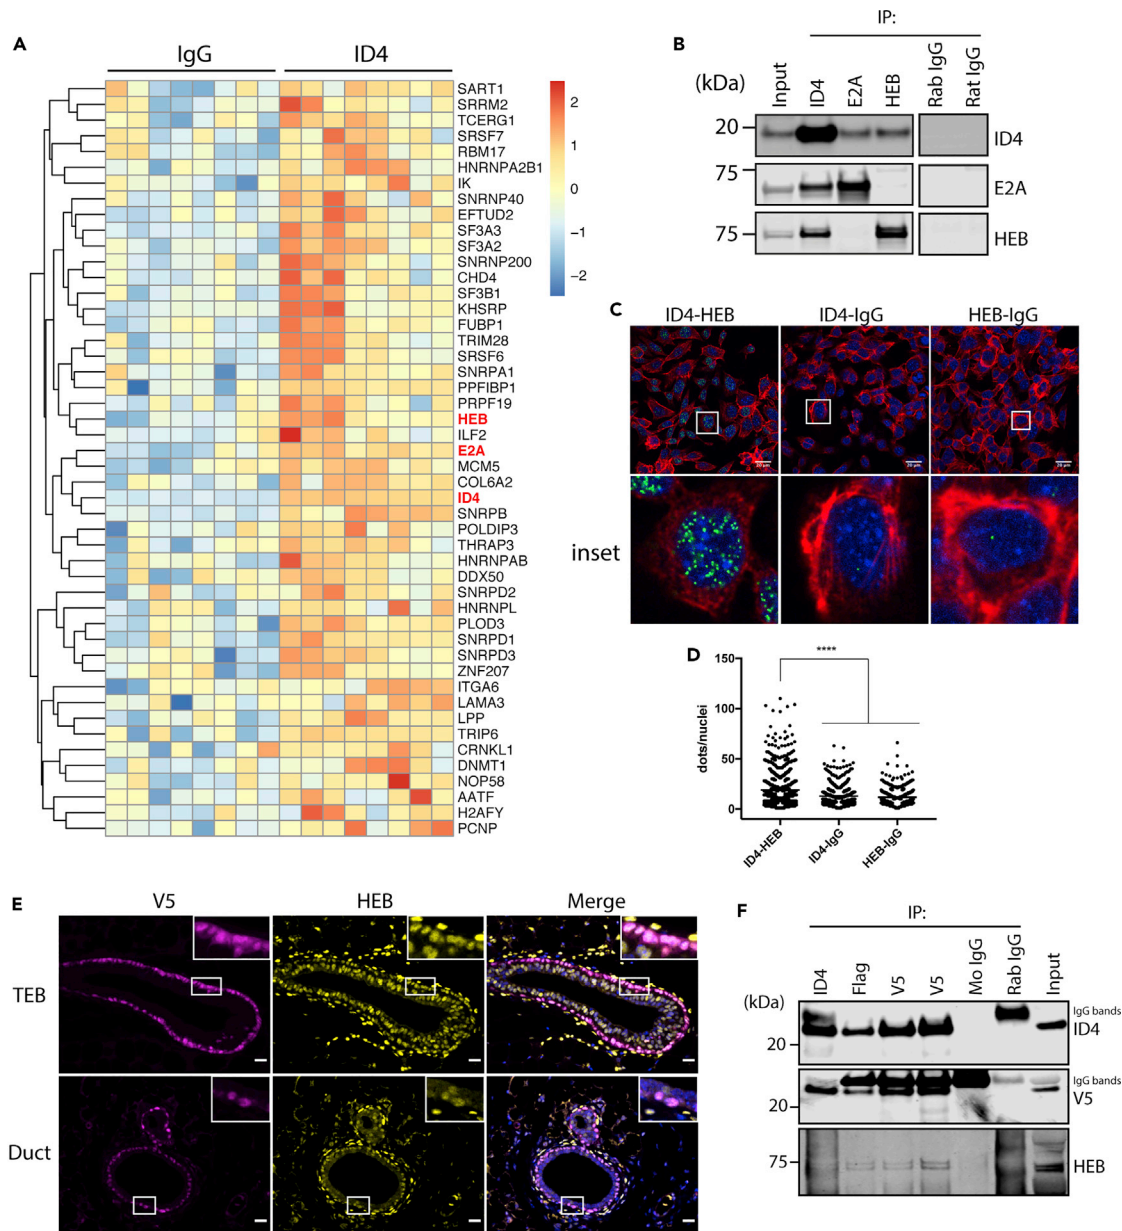 A
IgG
ID4
SART1
SRRM2
TCERG1
SRSF7
RBM17
HNRNPA2B1
IK
SNRNP40
EFTUD2
SF3A3
SF3A2
SNRNP200
CHD4
SF3B1
KHSRP
FUBP1
TRIM28
SRSF6
SNRPA1
PPFIBP1
PRPF19
HEB
ILF2
E2A
MCM5
COL6A2
ID4
SNRPB
POLDIP3
THRAP3
HNRNPAB
DDX50
SNRPD2
HNRNPL
PLOD3
SNRPD1
SNRPD3
ZNF207
ITGA6
LAMA3
LPP
TRIP6
CRNKL1
DNMT1
NOP58
AATF
H2AFY
PCNP
2
1
0
−1
−2
B
IP:
(kDa)
Input
ID4
E2A
HEB
Rab IgG
Rat IgG
20
ID4
75
E2A
75
HEB
C
ID4-HEB
ID4-IgG
HEB-IgG
20 µm
20 µm
20 µm
inset
D
****
dots/nuclei
150
100
50
0
ID4-HEB
ID4-IgG
HEB-IgG
E
V5
HEB
Merge
TEB
Duct
F
IP:
(kDa)
ID4
Flag
V5
V5
Mo IgG
Rab IgG
Input
IgG bands
ID4
20
IgG bands
V5
20
75
HEB